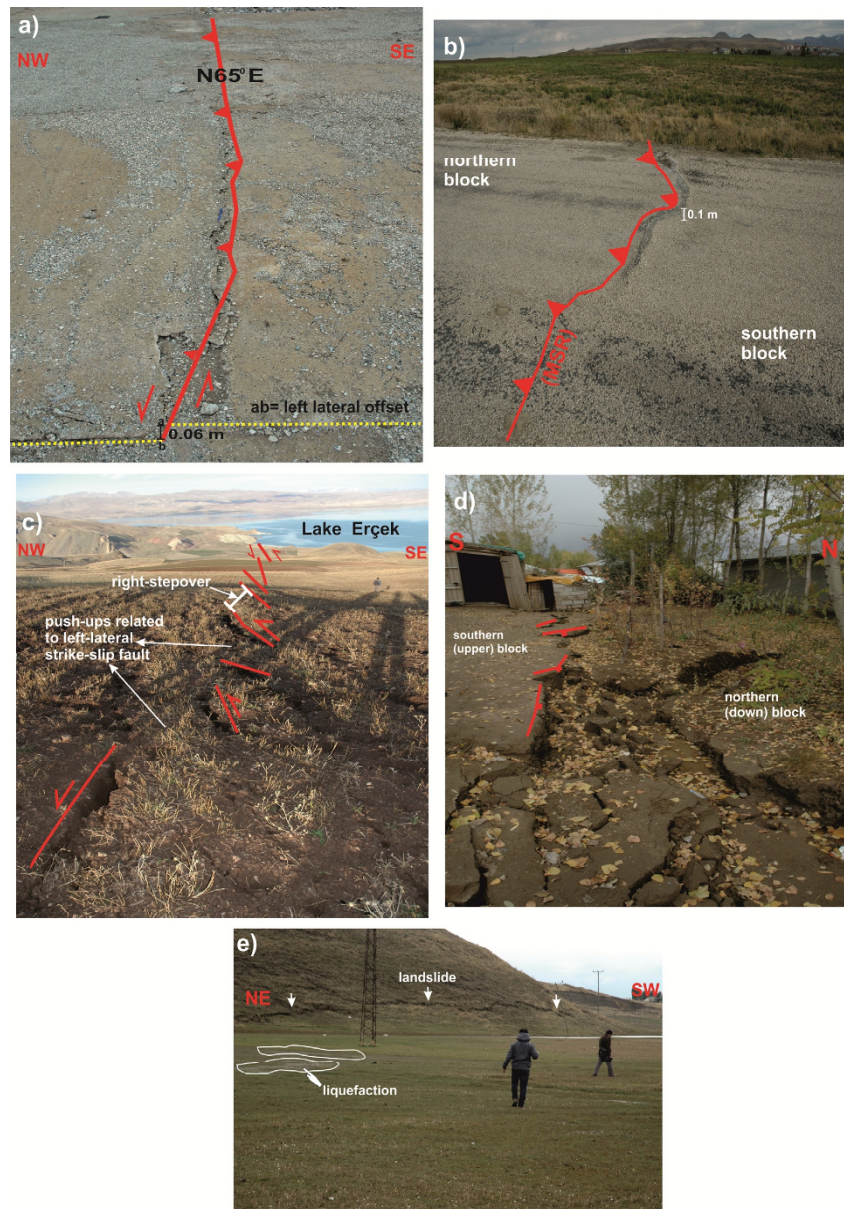 a)
NW
SE
N65°E
ab= left lateral offset
a
0.06 m
b
b)
northern
block
0.1 m
southern
block
(MSR)
c)
NW
Lake Erçek
SE
right-stepover
push-ups related
to left-lateral
strike-slip fault
d)
S
N
southern
(upper) block
northern
(down) block
e)
NE
landslide
SW
liquefaction